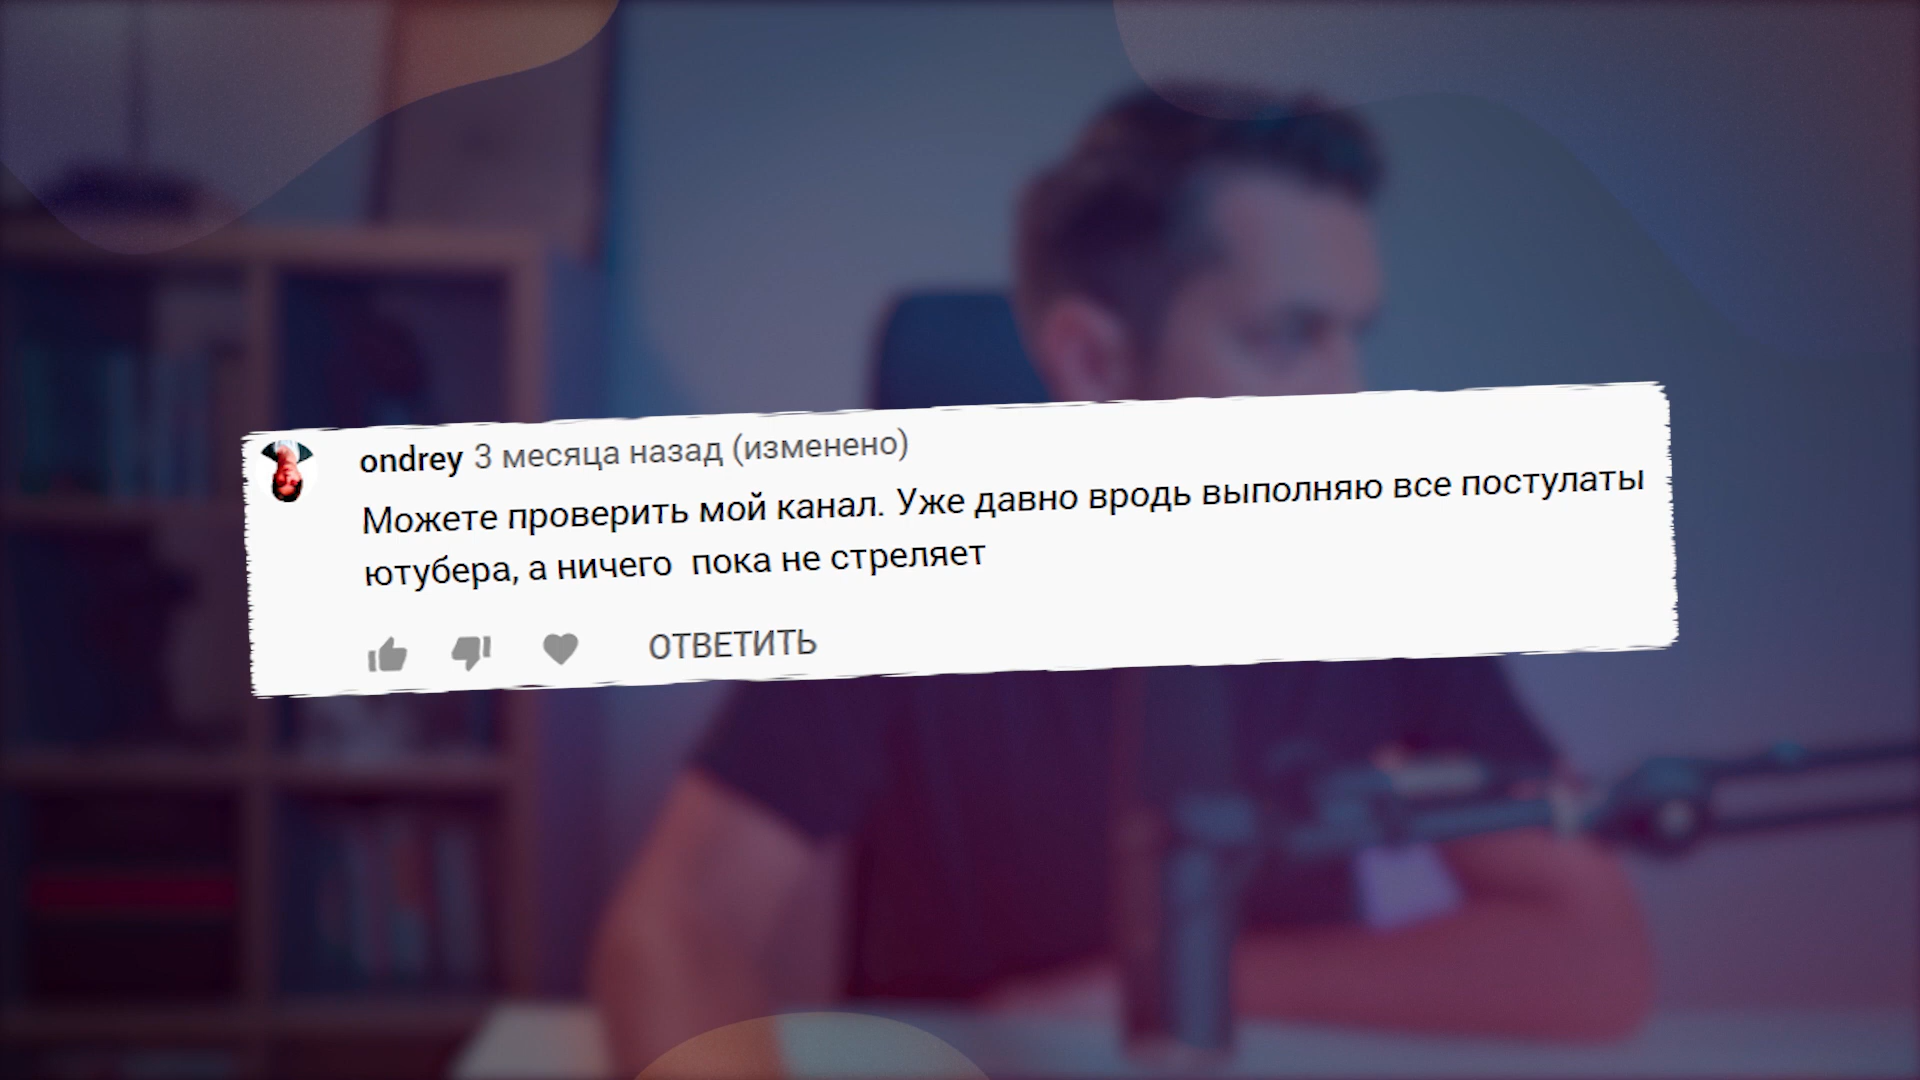 ondrey 3 месяца назад (изменено)
Можете проверить мой канал. Уже давно вродь выполняю все постулаты
ютубера, а ничего  пока не стреляет
ОТВЕТИТЬ